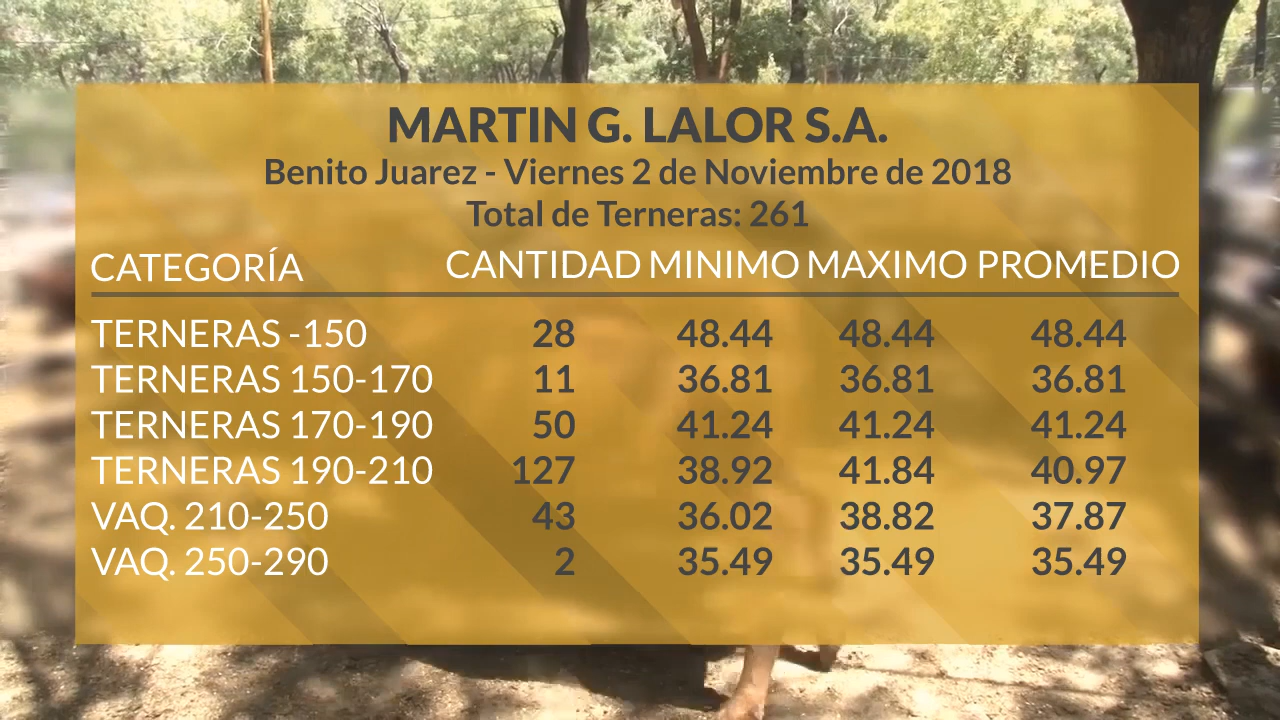 MARTIN G. LALOR S.A.
Benito Juarez - Viernes 2 de Noviembre de 2018
Total de Terneras: 261
CATEGORÍA CANTIDAD MINIMO MAXIMO PROMEDIO
TERNERAS -150 28 48.44 48.44 48.44
TERNERAS 150-170 11 36.81 36.81 36.81
TERNERAS 170-190 50 41.24 41.24 41.24
TERNERAS 190-210 127 38.92 41.84 40.97
VAQ. 210-250 43 36.02 38.82 37.87
VAQ. 250-290 2 35.49 35.49 35.49